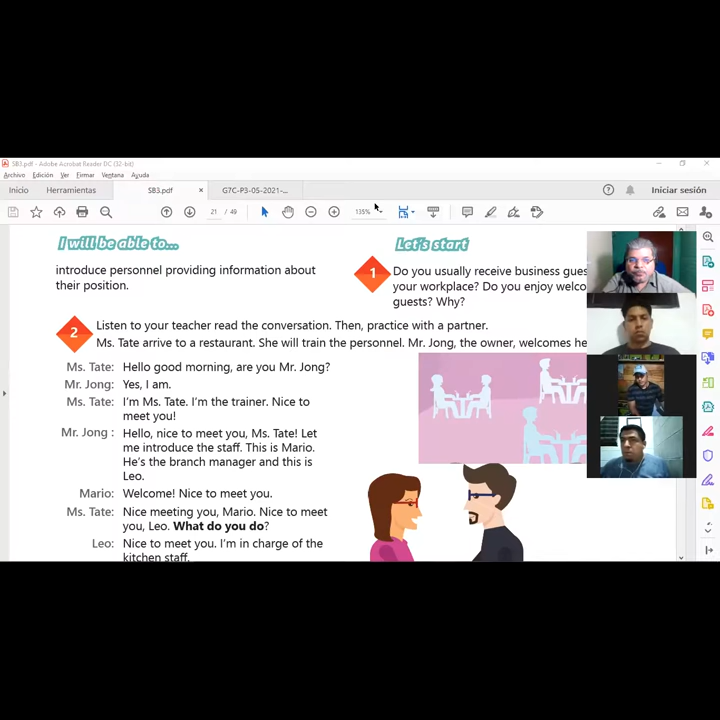 SB3.pdf - Adobe Acrobat Reader DC (32-bit)
Archivo Edición Ver Firmar Ventana Ayuda
Inicio Herramientas SB3.pdf × G7C-P3-05-2021-... Iniciar sesión
21 / 49 135%
I will be able to...
introduce personnel providing information about
their position.
Let's start
1 Do you usually receive business gues
your workplace? Do you enjoy welco
guests? Why?
2 Listen to your teacher read the conversation. Then, practice with a partner.
Ms. Tate arrive to a restaurant. She will train the personnel. Mr. Jong, the owner, welcomes he
Ms. Tate: Hello good morning, are you Mr. Jong?
Mr. Jong: Yes, I am.
Ms. Tate: I'm Ms. Tate. I'm the trainer. Nice to
meet you!
Mr. Jong : Hello, nice to meet you, Ms. Tate! Let
me introduce the staff. This is Mario.
He's the branch manager and this is
Leo.
Mario: Welcome! Nice to meet you.
Ms. Tate: Nice meeting you, Mario. Nice to meet
you, Leo. What do you do?
Leo: Nice to meet you. I'm in charge of the
kitchen staff.